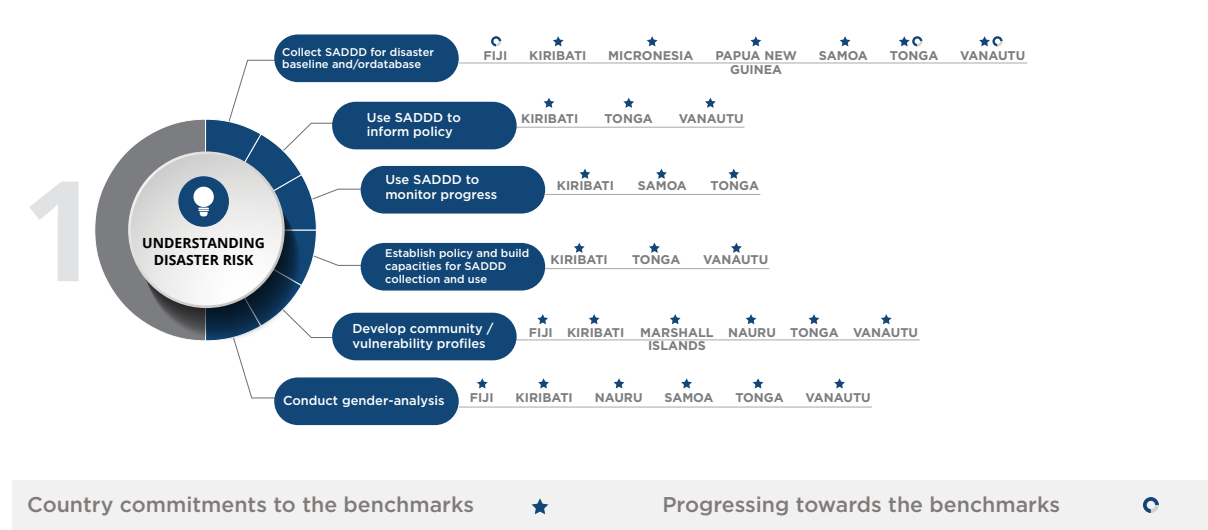 1
UNDERSTANDING
DISASTER RISK
Collect SADDD for disaster
baseline and/ordatabase
FIJI KIRIBATI MICRONESIA PAPUA NEW SAMOA TONGA VANAUTU
GUINEA
Use SADDD to
inform policy
KIRIBATI TONGA VANAUTU
Use SADDD to
monitor progress
KIRIBATI SAMOA TONGA
Establish policy and build
capacities for SADDD
collection and use
KIRIBATI TONGA VANAUTU
Develop community /
vulnerability profiles
FIJI KIRIBATI MARSHALL NAURU TONGA VANAUTU
ISLANDS
Conduct gender-analysis
FIJI KIRIBATI NAURU SAMOA TONGA VANAUTU
Country commitments to the benchmarks
Progressing towards the benchmarks